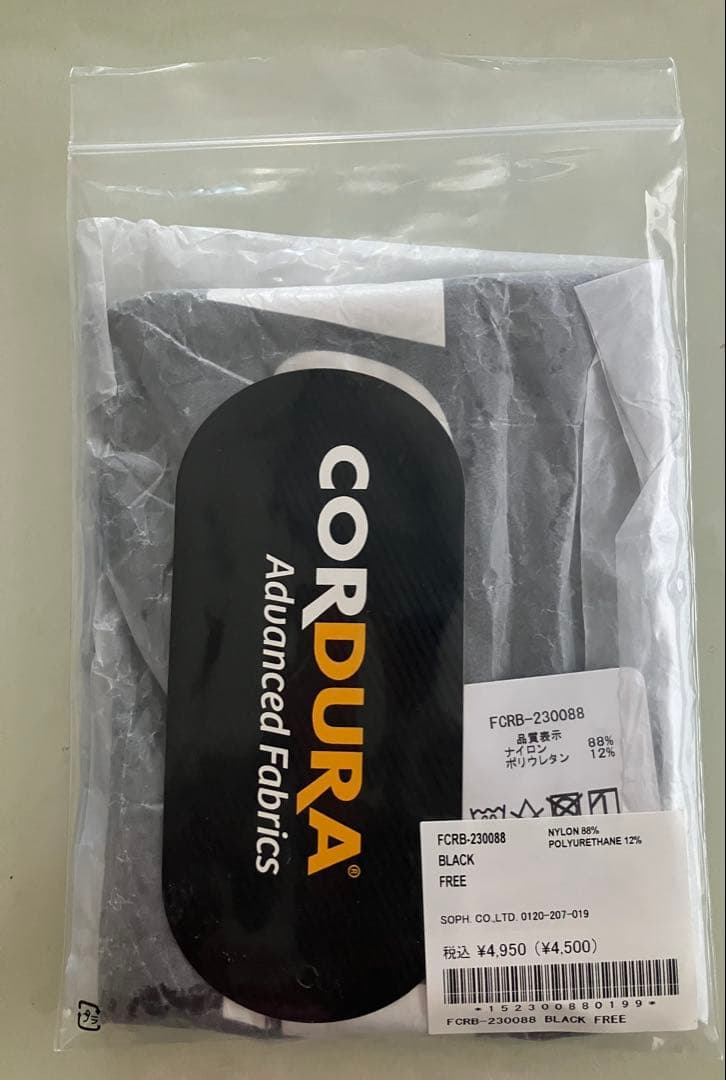 CORDURA®
Advanced Fabrics
FCRB-230088
品質表示
ナイロン 88%
ポリウレタン 12%
FCRB-230088 NYLON 88%
POLYURETHANE 12%
BLACK
FREE
SOPH. CO.,LTD. 0120-207-019
税込 ¥4,950 (¥4,500)
*152300880199*
FCRB-230088 BLACK FREE